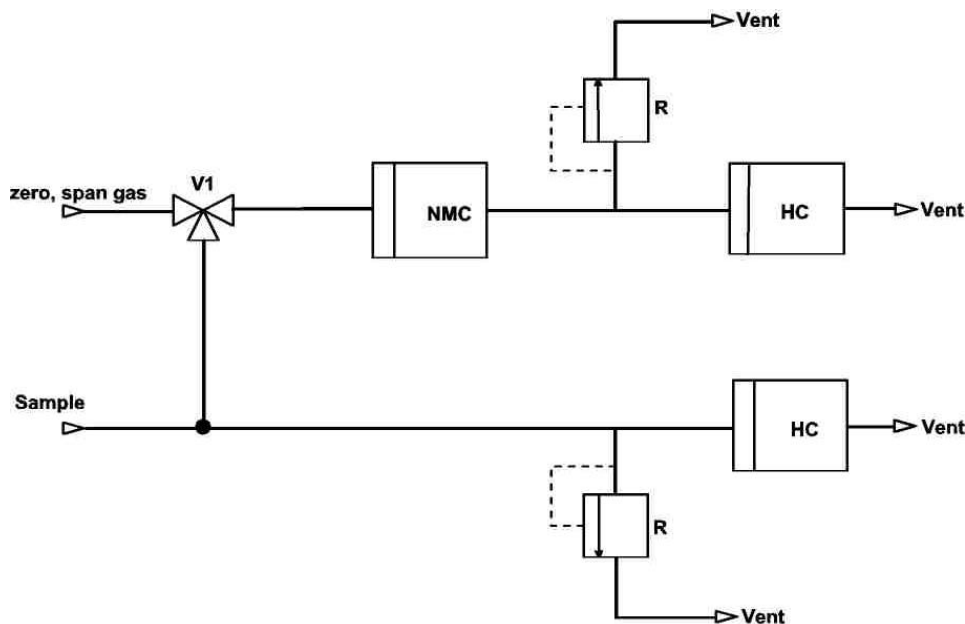 Vent
R
V1
zero, span gas
NMC
HC
Vent
Sample
HC
Vent
R
Vent